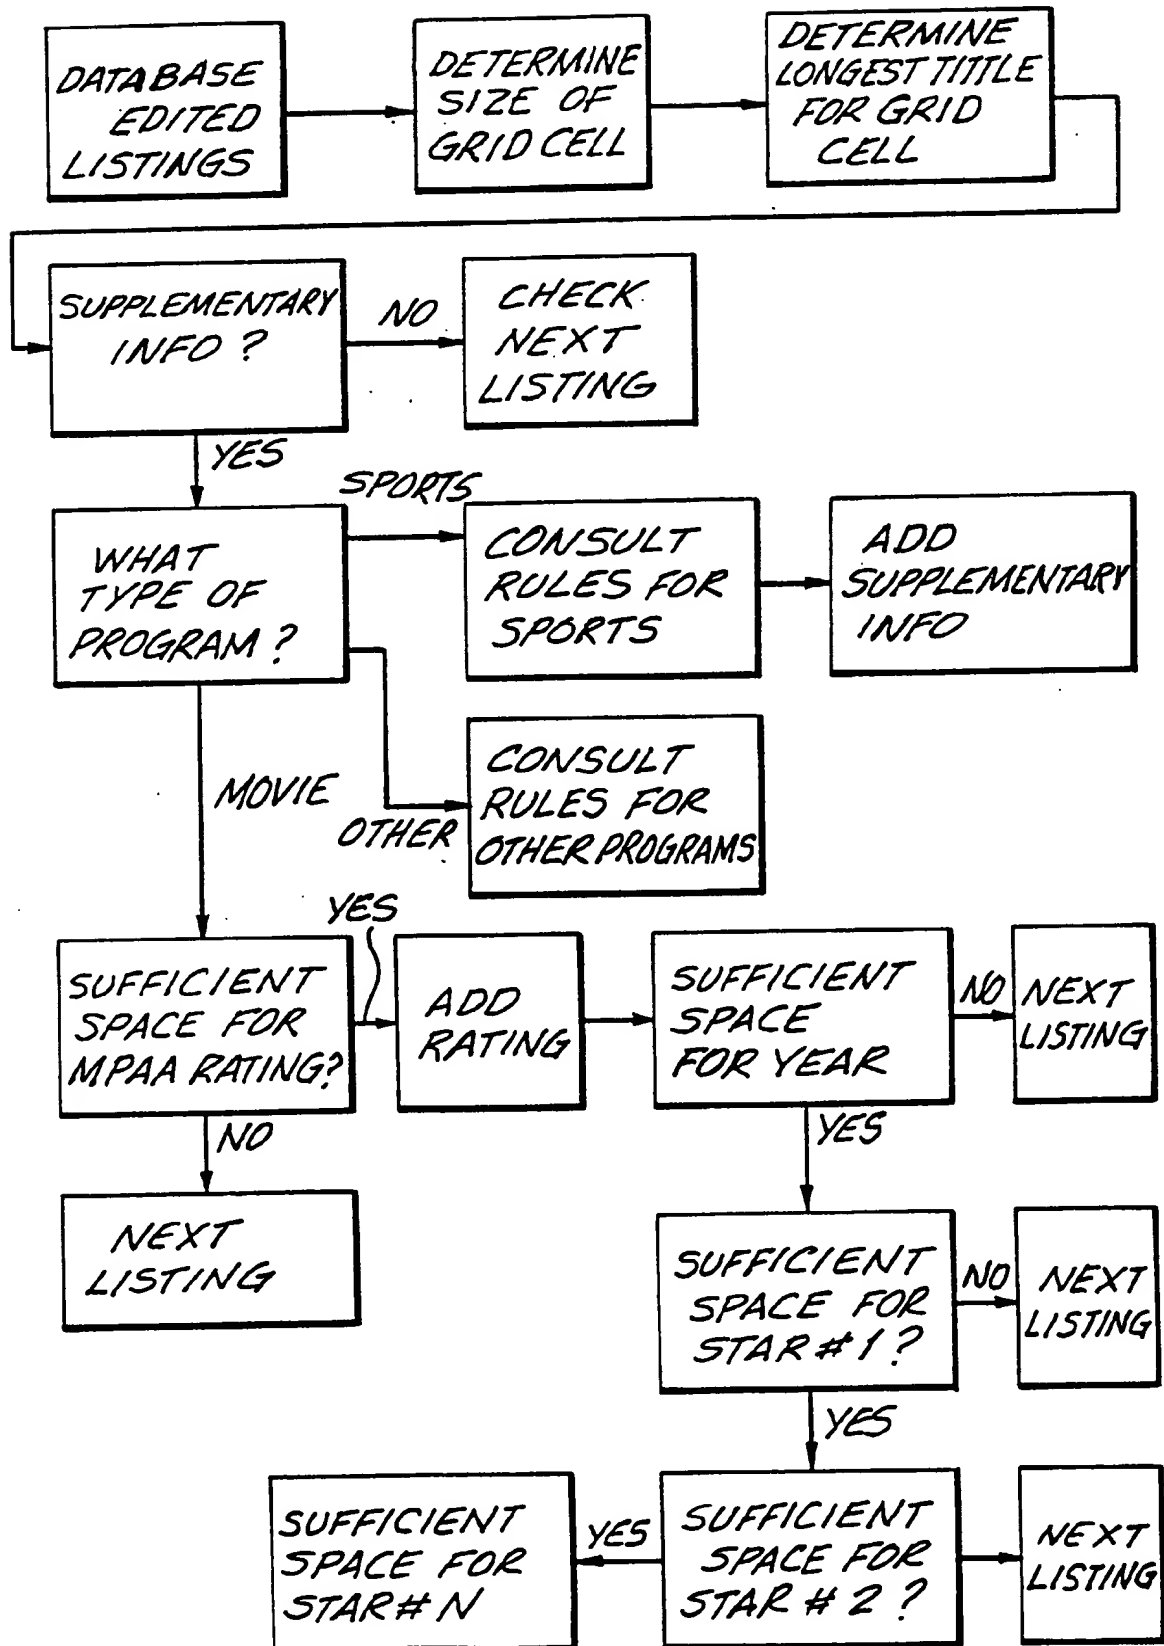 DATABASE
EDITED
LISTINGS
DETERMINE
SIZE OF
GRID CELL
DETERMINE
LONGEST TITTLE
FOR GRID
CELL
SUPPLEMENTARY
INFO?
NO
CHECK
NEXT
LISTING
YES
WHAT
TYPE OF
PROGRAM?
SPORTS
CONSULT
RULES FOR
SPORTS
ADD
SUPPLEMENTARY
INFO
OTHER
CONSULT
RULES FOR
OTHER PROGRAMS
MOVIE
SUFFICIENT
SPACE FOR
MPAA RATING?
YES
ADD
RATING
SUFFICIENT
SPACE
FOR YEAR
NO
NEXT
LISTING
NO
NEXT
LISTING
YES
SUFFICIENT
SPACE FOR
STAR #1?
NO
NEXT
LISTING
YES
SUFFICIENT
SPACE FOR
STAR #2?
NEXT
LISTING
YES
SUFFICIENT
SPACE FOR
STAR# N